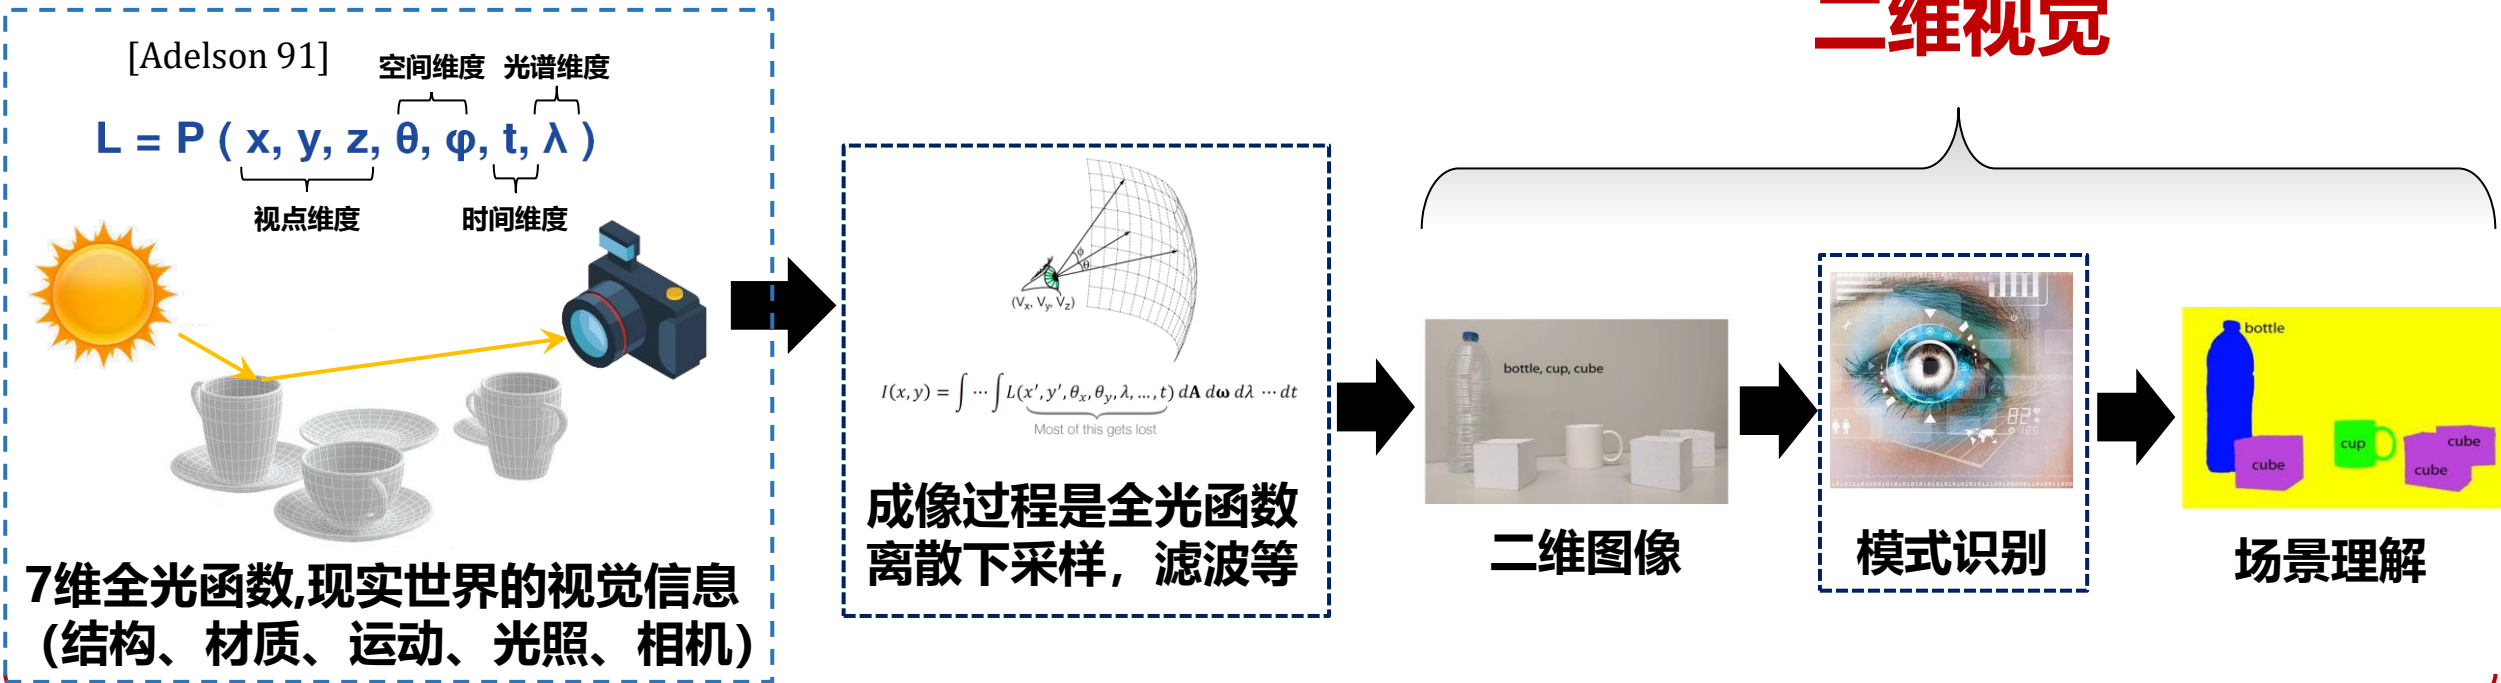 二维视觉
[Adelson 91]
空间维度 光谱维度
L = P ( x, y, z, θ, φ, t, λ )
视点维度 时间维度
7维全光函数,现实世界的视觉信息
(结构、材质、运动、光照、相机)
φ
θ
(Vx, Vy, Vz)
I(x,y) = ∫ ⋯ ∫ L(x′,y′,θx,θy,λ,…,t) dA dω dλ ⋯ dt
Most of this gets lost
成像过程是全光函数
离散下采样，滤波等
bottle, cup, cube
二维图像
模式识别
bottle
cup
cube
cube
cube
场景理解